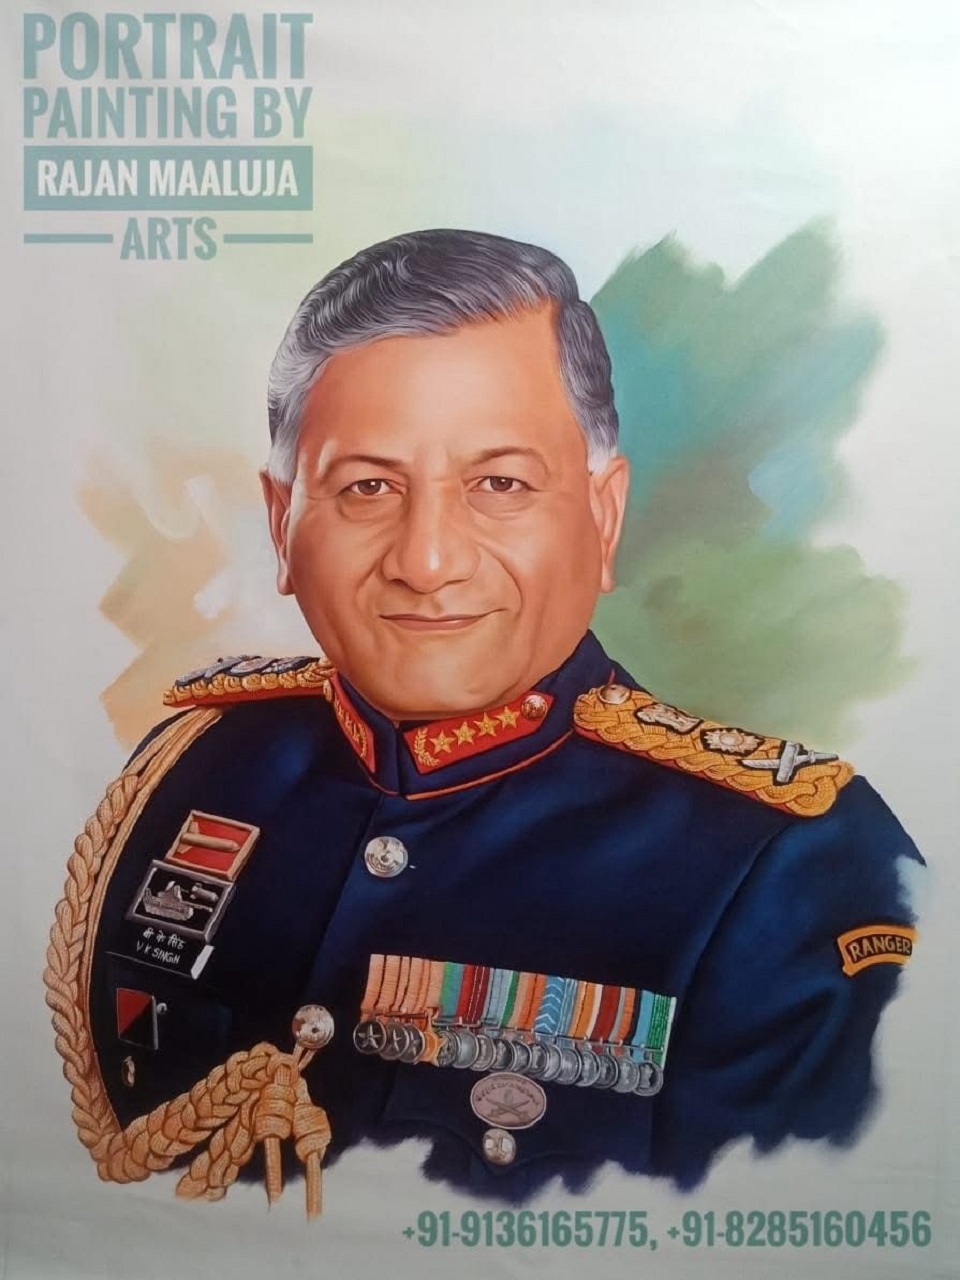 PORTRAIT
PAINTING BY
RAJAN MAALUJA
ARTS
वी के सिंह
V K SINGH
RANGER
+91-9136165775, +91-8285160456